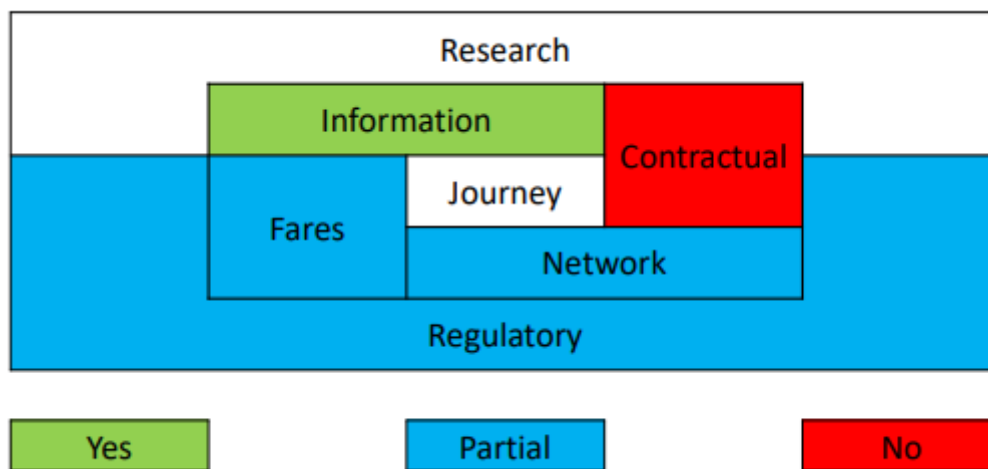 Research
Information
Contractual
Journey
Fares
Network
Regulatory
Yes
Partial
No